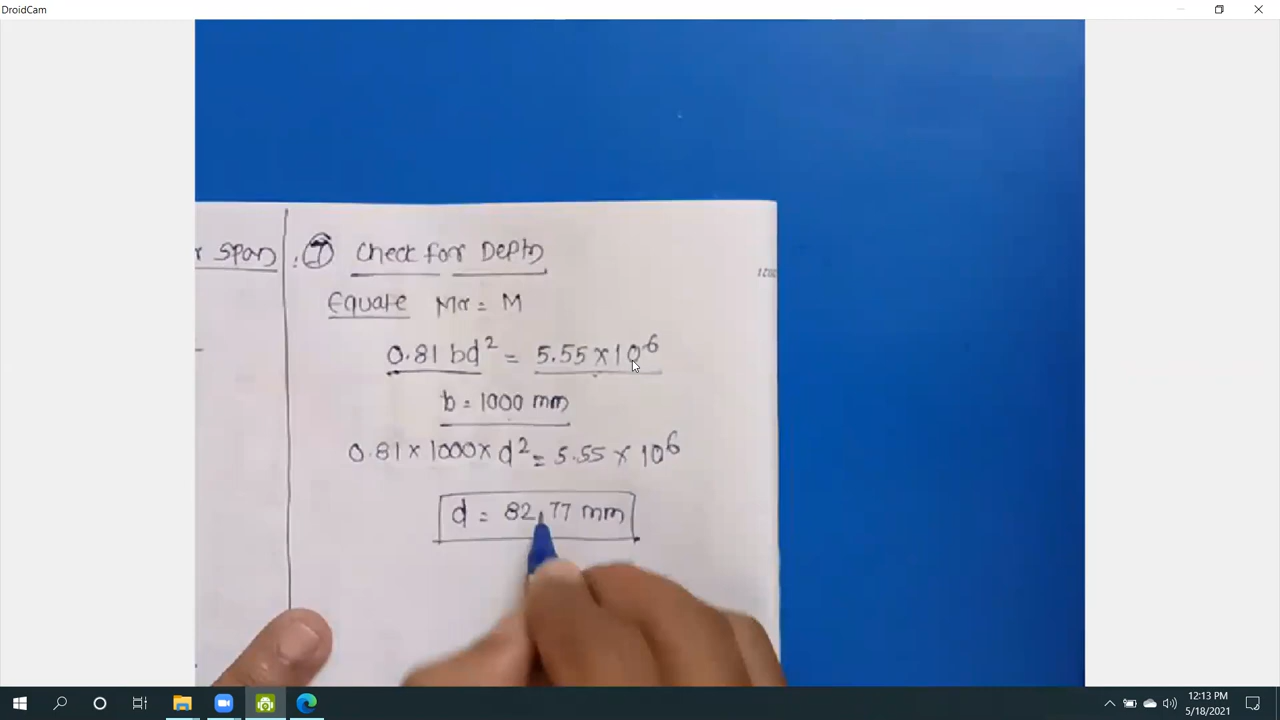 DroidCam
r span
: 7 Check for Depth
Equate Mr = M
0.81 bd² = 5.55 × 10⁶
b = 1000 mm
0.81 × 1000 × d² = 5.55 × 10⁶
d = 82.77 mm
12:13 PM
5/18/2021